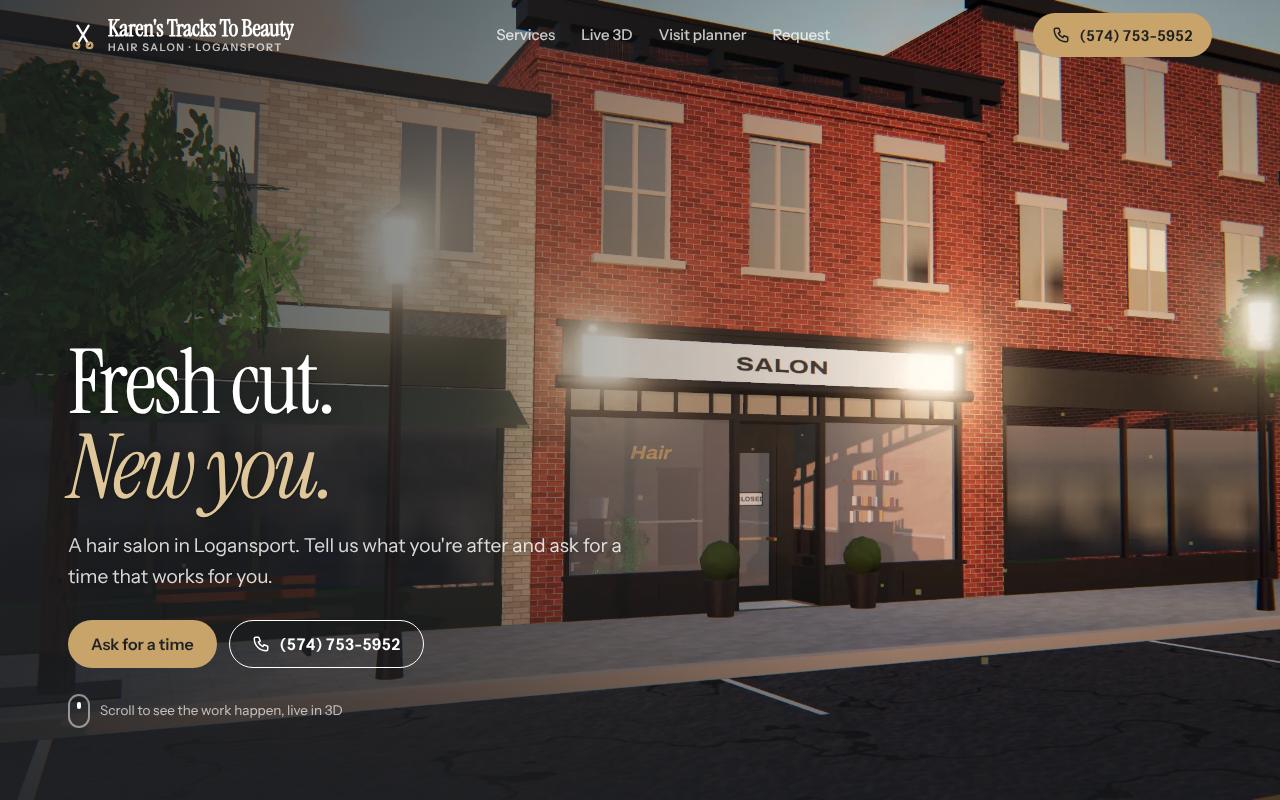 Karen's Tracks To Beauty
HAIR SALON · LOGANSPORT
Services
Live 3D
Visit planner
Request
(574) 753-5952
SALON
Hair
Fresh cut.
New you.
A hair salon in Logansport. Tell us what you're after and ask for a
time that works for you.
Ask for a time
(574) 753-5952
Scroll to see the work happen, live in 3D